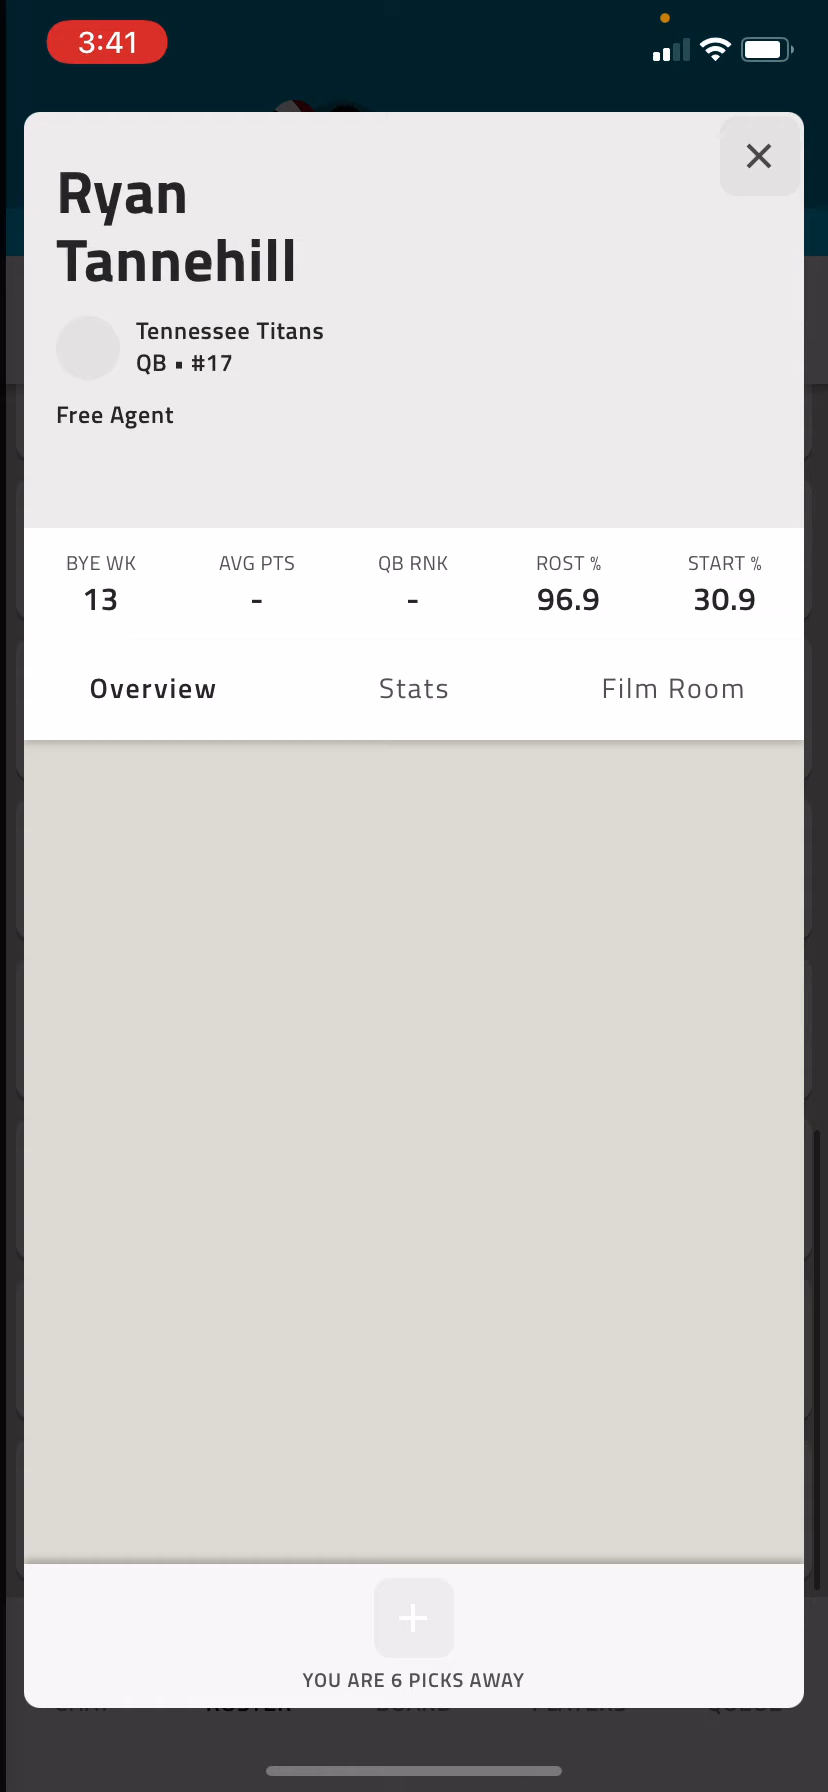 3:41
Ryan
Tannehill
Tennessee Titans
QB ▪ #17
Free Agent
BYE WK AVG PTS QB RNK ROST % START %
13 - - 96.9 30.9
Overview Stats Film Room
YOU ARE 6 PICKS AWAY
ROSTER